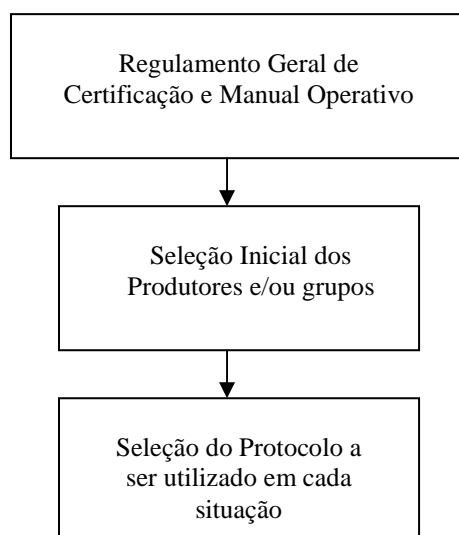 Regulamento Geral de
Certificação e Manual Operativo
Seleção Inicial dos
Produtores e/ou grupos
Seleção do Protocolo a
ser utilizado em cada
situação